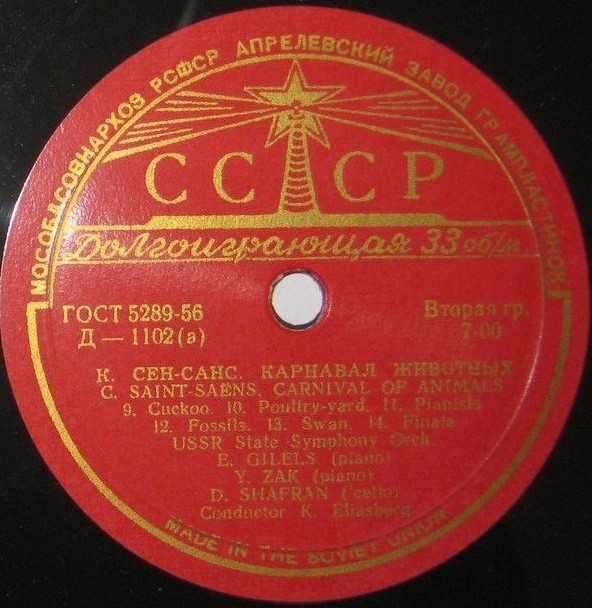 МОСОБЛСОВНАРХОЗ РСФСР АПРЕЛЕВСКИЙ ЗАВОД ГРАМПЛАСТИНОК
СССР
Долгоиграющая 33 об/м.
ГОСТ 5289-56
Вторая гр.
Д — 1102 (а)
7-00
К. СЕН-САНС. КАРНАВАЛ ЖИВОТНЫХ
C. SAINT-SAËNS. CARNIVAL OF ANIMALS
9. Cuckoo. 10. Poultry-yard. 11. Pianists
12. Fossils. 13. Swan. 14. Finale
USSR State Symphony Orch.
E. GILELS (piano)
Y. ZAK (piano)
D. SHAFRAN ('cello)
Conductor K. Eliasberg
MADE IN THE SOVIET UNION